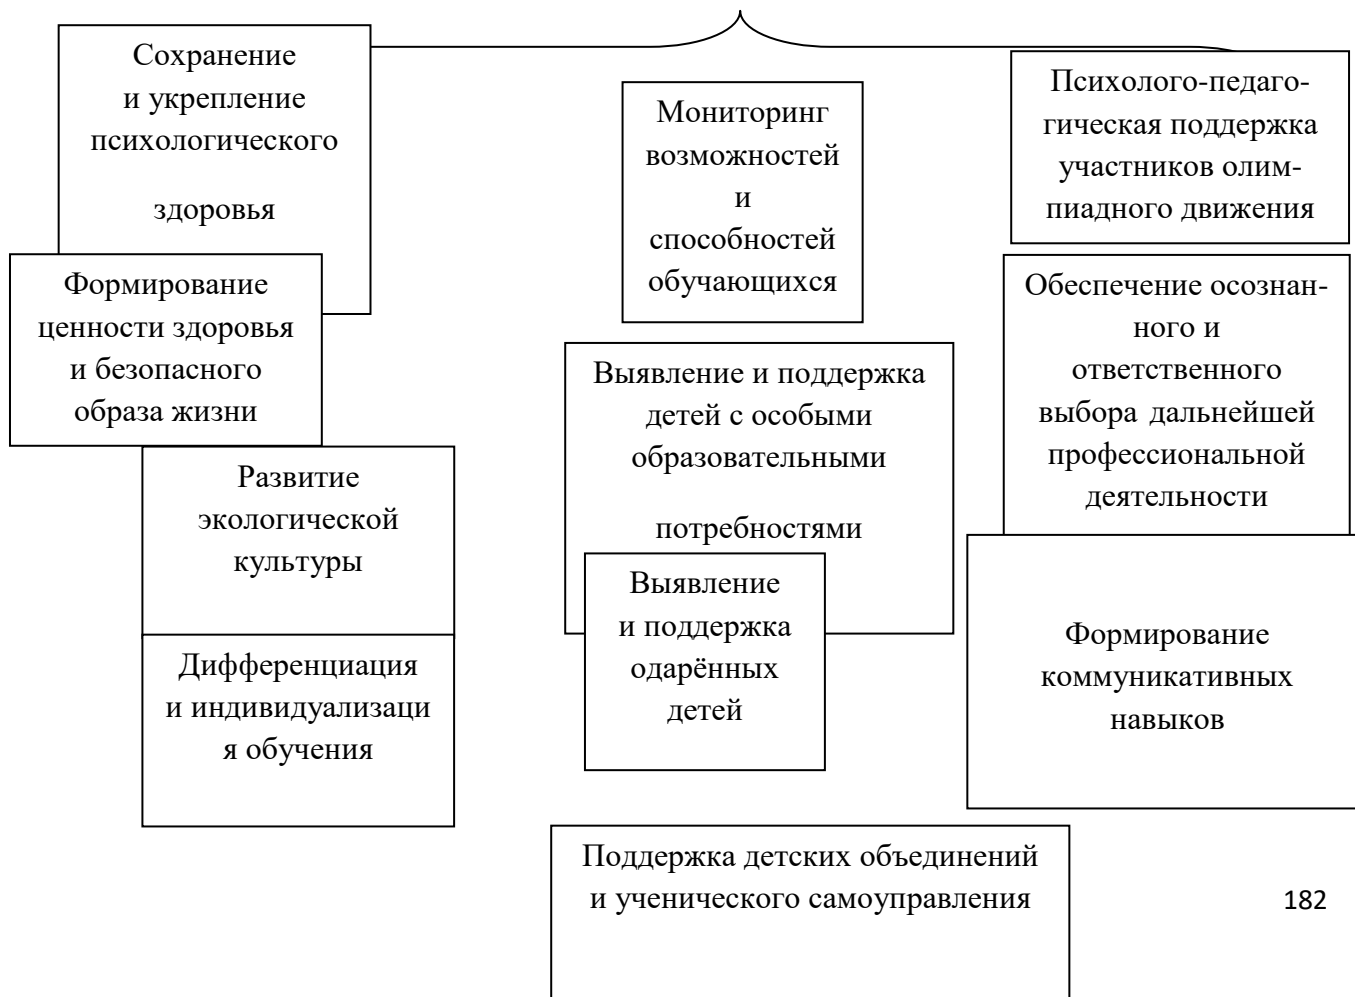 Сохранение
и укрепление
психологического
здоровья
Формирование
ценности здоровья
и безопасного
образа жизни
Развитие
экологической
культуры
Дифференциация
и индивидуализаци
я обучения
Мониторинг
возможностей
и
способностей
обучающихся
Выявление и поддержка
детей с особыми
образовательными
потребностями
Выявление
и поддержка
одарённых
детей
Психолого-педаго-
гическая поддержка
участников олим-
пиадного движения
Обеспечение осознан-
ного и
ответственного
выбора дальнейшей
профессиональной
деятельности
Формирование
коммуникативных
навыков
Поддержка детских объединений
и ученического самоуправления
182